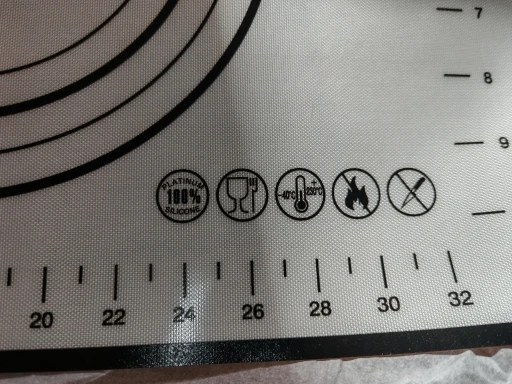 7
8
9
PLATINUM
100%
SILICONE
-40°C +230°C
20 22 24 26 28 30 32